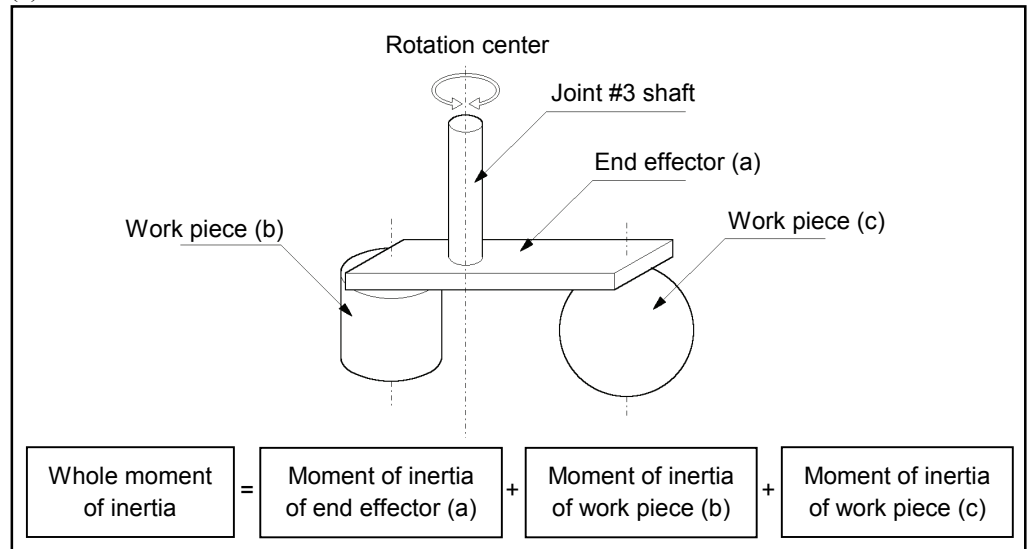 Rotation center
Joint #3 shaft
End effector (a)
Work piece (b)
Work piece (c)
Whole moment
of inertia
=
Moment of inertia
of end effector (a)
+
Moment of inertia
of work piece (b)
+
Moment of inertia
of work piece (c)